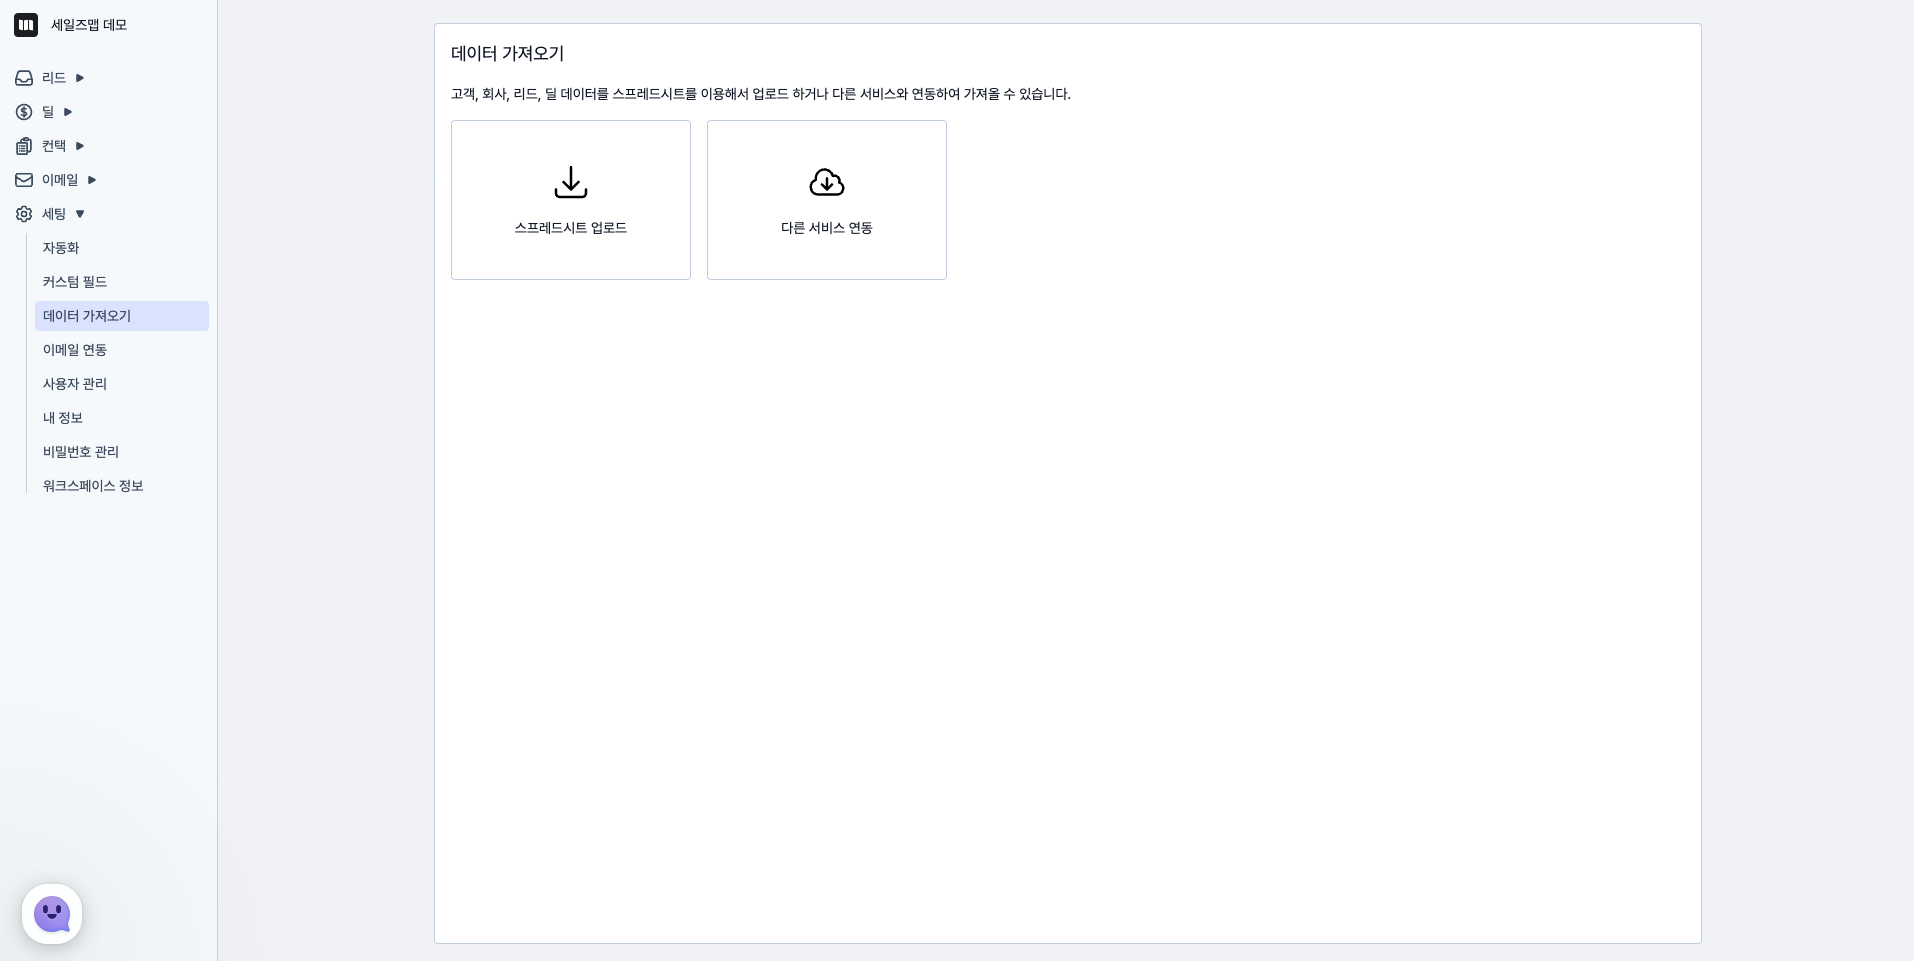 세일즈맵 데모
리드
딜
컨택
이메일
세팅
자동화
커스텀 필드
데이터 가져오기
이메일 연동
사용자 관리
내 정보
비밀번호 관리
워크스페이스 정보
데이터 가져오기
고객, 회사, 리드, 딜 데이터를 스프레드시트를 이용해서 업로드 하거나 다른 서비스와 연동하여 가져올 수 있습니다.
스프레드시트 업로드
다른 서비스 연동